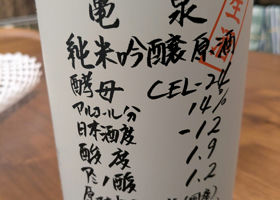 亀泉
純米吟醸原酒
生
酵母 CEL-24
アルコール分 14%
日本酒度 -12
酸度 1.9
アミノ酸 1.2